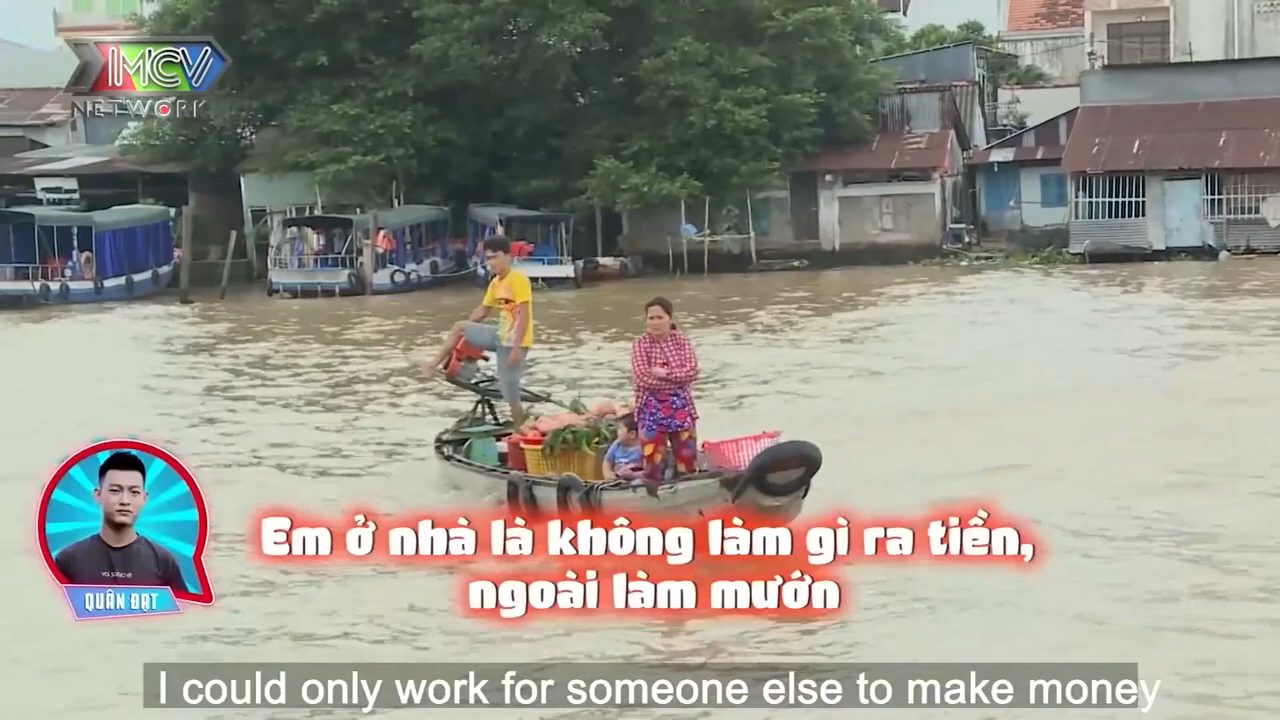 MCV
NETWORK
Em ở nhà là không làm gì ra tiền,
ngoài làm mướn
QUÂN ĐẠT
I could only work for someone else to make money